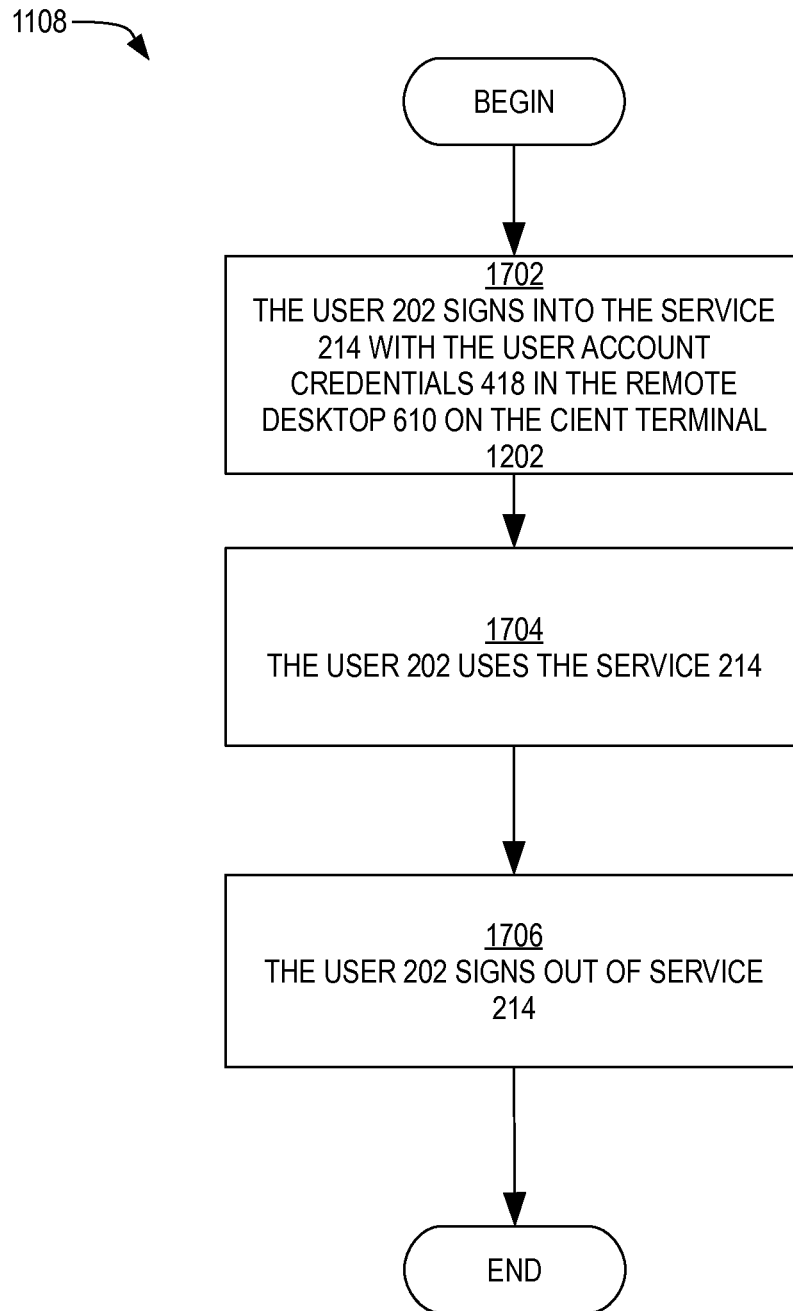 1108
BEGIN
1702
THE USER 202 SIGNS INTO THE SERVICE
214 WITH THE USER ACCOUNT
CREDENTIALS 418 IN THE REMOTE
DESKTOP 610 ON THE CIENT TERMINAL
1202
1704
THE USER 202 USES THE SERVICE 214
1706
THE USER 202 SIGNS OUT OF SERVICE
214
END